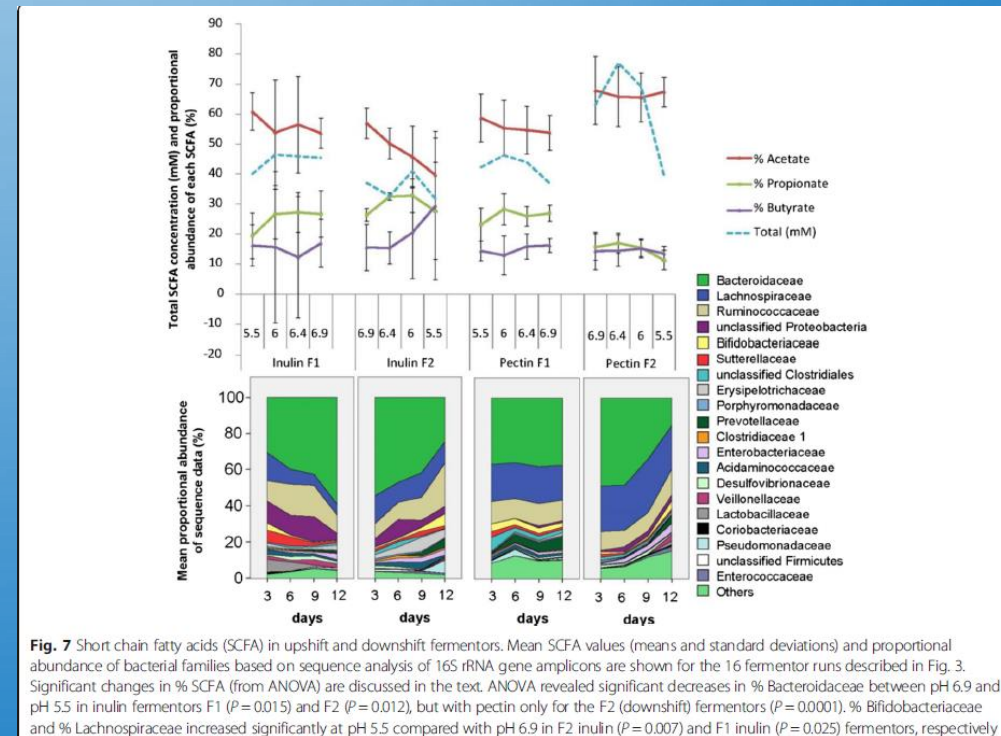 90
80
70
60
50
40
30
20
10
0
-10
-20
Total SCFA concentration (mM) and proportional
abundance of each SCFA (%)
% Acetate
% Propionate
% Butyrate
Total (mM)
5.5 6 6.4 6.9 6.9 6.4 6 5.5 5.5 6 6.4 6.9 6.9 6.4 6 5.5
Inulin F1 Inulin F2 Pectin F1 Pectin F2
Bacteroidaceae
Lachnospiraceae
Ruminococcaceae
unclassified Proteobacteria
Bifidobacteriaceae
Sutterellaceae
unclassified Clostridiales
Erysipelotrichaceae
Porphyromonadaceae
Prevotellaceae
Clostridiaceae 1
Enterobacteriaceae
Acidaminococcaceae
Desulfovibrionaceae
Veillonellaceae
Lactobacillaceae
Coriobacteriaceae
Pseudomonadaceae
unclassified Firmicutes
Enterococcaceae
Others
Mean proportional abundance
of sequence data (%)
100
80
60
40
20
0
3 6 9 12 3 6 9 12 3 6 9 12 3 6 9 12
days days days days
Fig. 7 Short chain fatty acids (SCFA) in upshift and downshift fermentors. Mean SCFA values (means and standard deviations) and proportional
abundance of bacterial families based on sequence analysis of 16S rRNA gene amplicons are shown for the 16 fermentor runs described in Fig. 3.
Significant changes in % SCFA (from ANOVA) are discussed in the text. ANOVA revealed significant decreases in % Bacteroidaceae between pH 6.9 and
pH 5.5 in inulin fermentors F1 (P = 0.015) and F2 (P = 0.012), but with pectin only for the F2 (downshift) fermentors (P = 0.0001). % Bifidobacteriaceae
and % Lachnospiraceae increased significantly at pH 5.5 compared with pH 6.9 in F2 inulin (P = 0.007) and F1 inulin (P = 0.025) fermentors, respectively